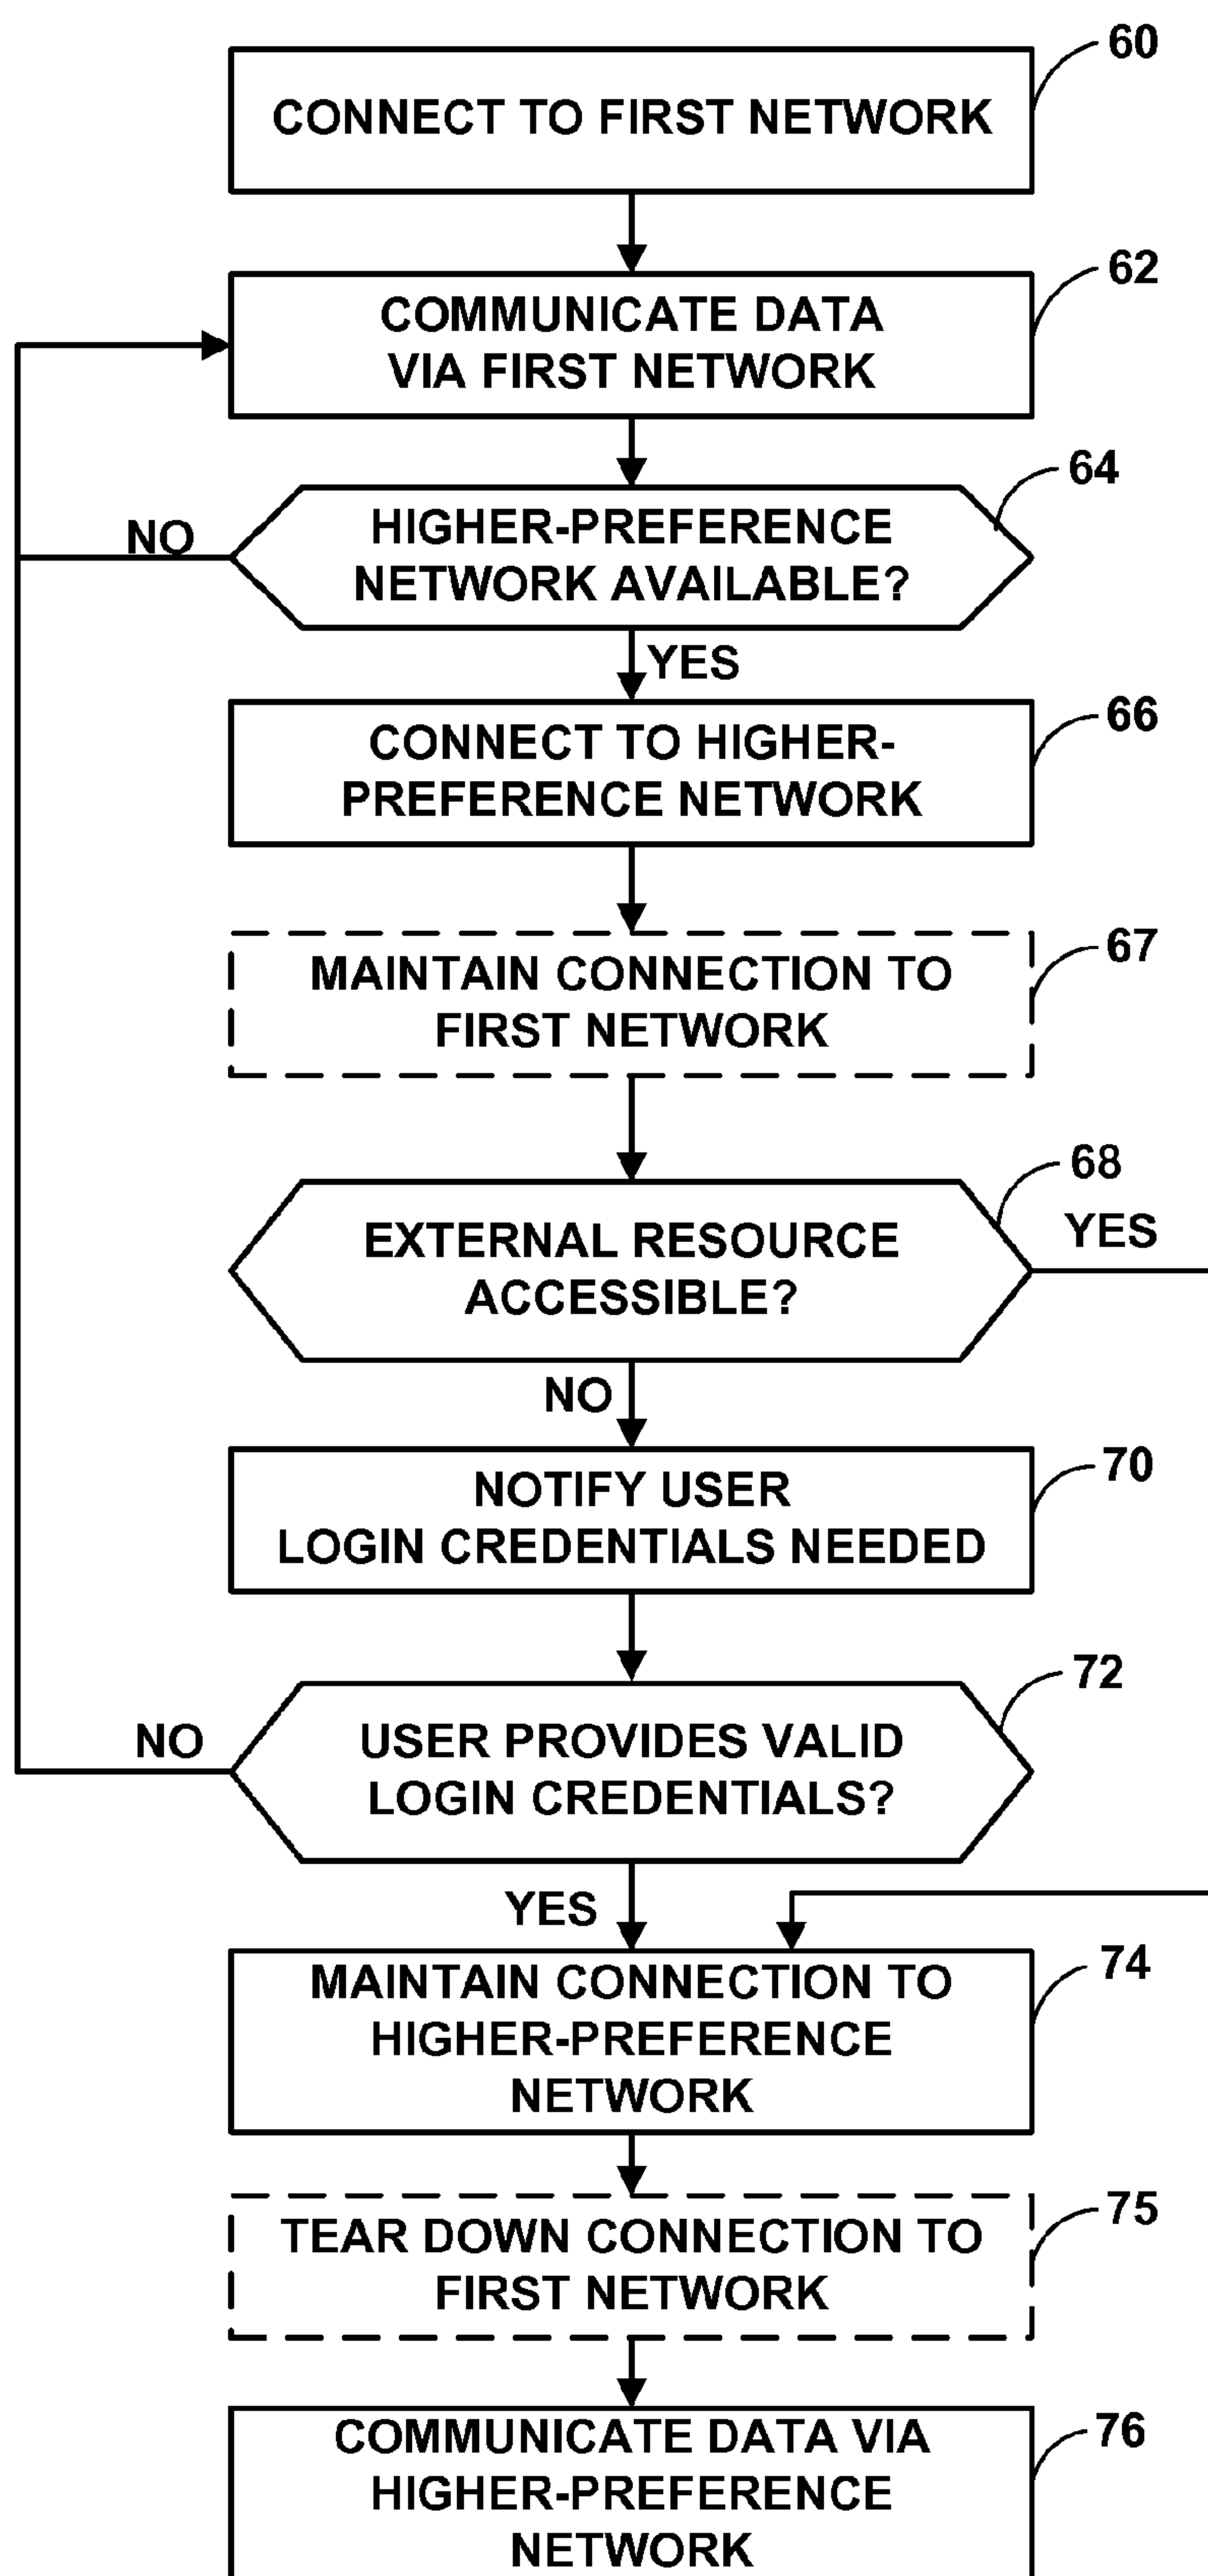 60
CONNECT TO FIRST NETWORK
62
COMMUNICATE DATA
VIA FIRST NETWORK
64
NO
HIGHER-PREFERENCE
NETWORK AVAILABLE?
YES
66
CONNECT TO HIGHER-
PREFERENCE NETWORK
67
MAINTAIN CONNECTION TO
FIRST NETWORK
68
YES
EXTERNAL RESOURCE
ACCESSIBLE?
NO
70
NOTIFY USER
LOGIN CREDENTIALS NEEDED
72
NO
USER PROVIDES VALID
LOGIN CREDENTIALS?
YES
74
MAINTAIN CONNECTION TO
HIGHER-PREFERENCE
NETWORK
75
TEAR DOWN CONNECTION TO
FIRST NETWORK
76
COMMUNICATE DATA VIA
HIGHER-PREFERENCE
NETWORK